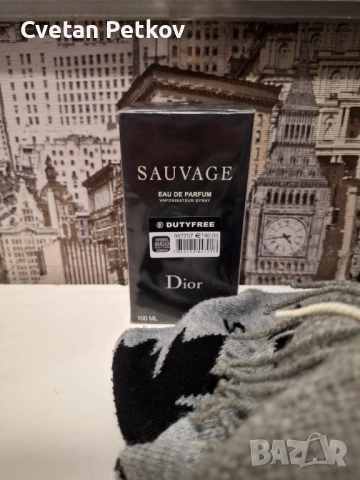 Cvetan Petkov
SAUVAGE
EAU DE PARFUM
VAPORISATEUR SPRAY
DUTYFREE
Dior
100 ML
BAZAR